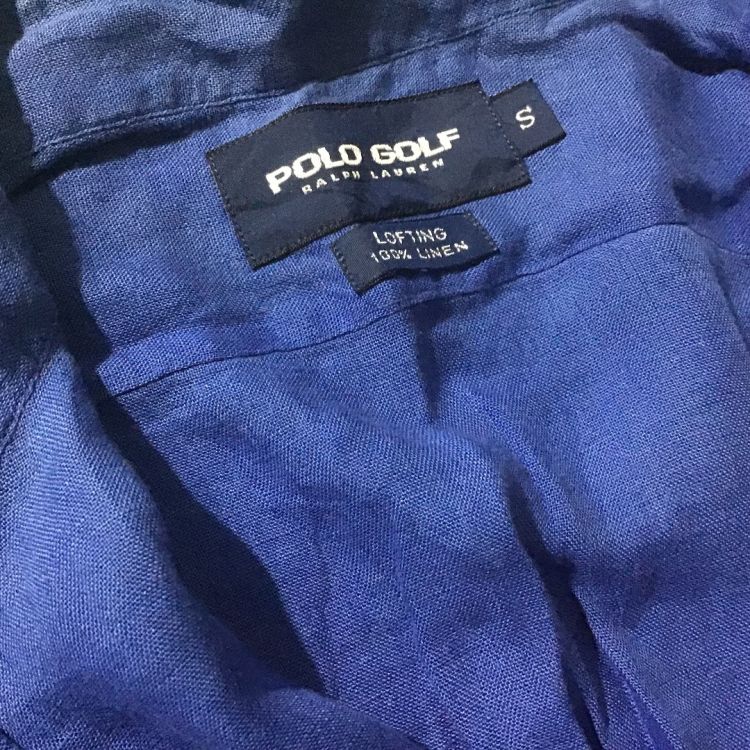 POLO GOLF
RALPH LAUREN
S
LOFTING
100% LINEN